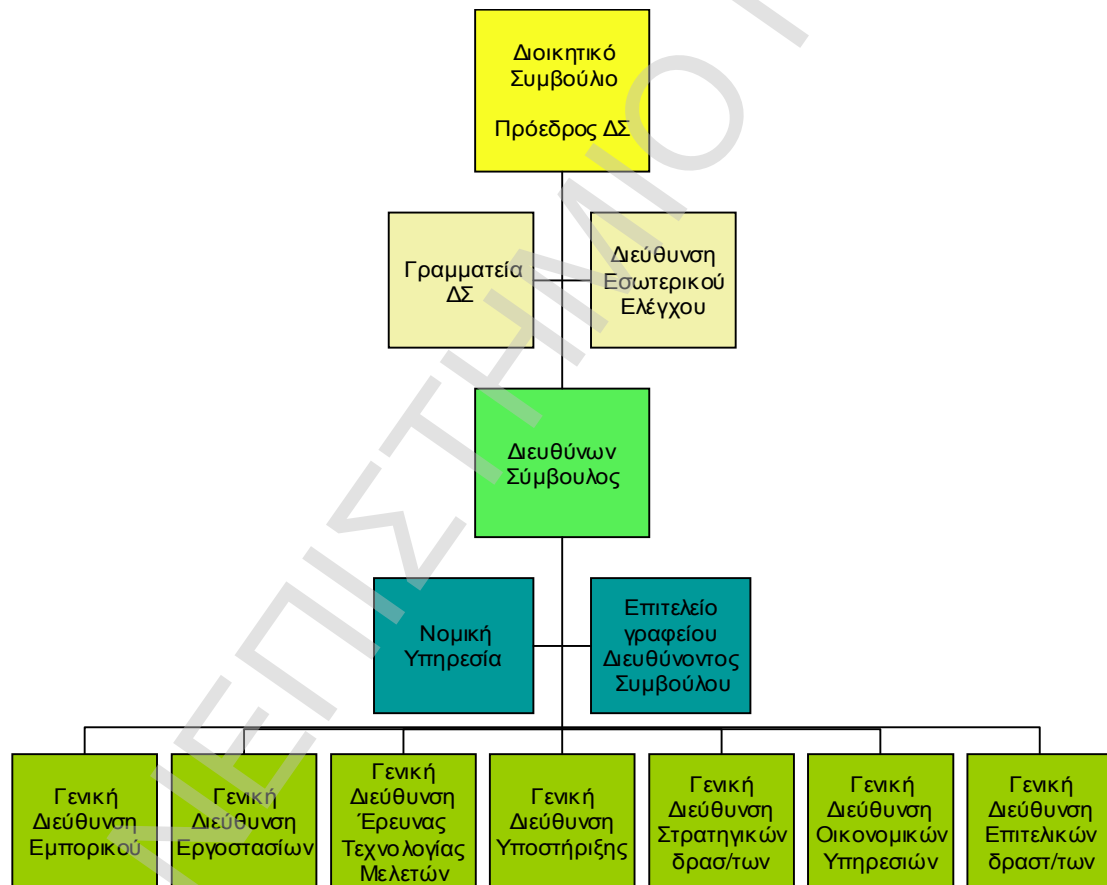 Διοικητικό
Συμβούλιο
Πρόεδρος ΔΣ
Γραμματεία
ΔΣ
Διεύθυνση
Εσωτερικού
Ελέγχου
Διευθύνων
Σύμβουλος
Νομική
Υπηρεσία
Επιτελείο
γραφείου
Διευθύνοντος
Συμβούλου
Γενική
Διεύθυνση
Εμπορικού
Γενική
Διεύθυνση
Εργοστασίων
Γενική
Διεύθυνση
Έρευνας
Τεχνολογίας
Μελετών
Γενική
Διεύθυνση
Υποστήριξης
Γενική
Διεύθυνση
Στρατηγικών
δρασ/των
Γενική
Διεύθυνση
Οικονομικών
Υπηρεσιών
Γενική
Διεύθυνση
Επιτελικών
δραστ/των
ΝΕΠΙΣΤΗΜΙΟ